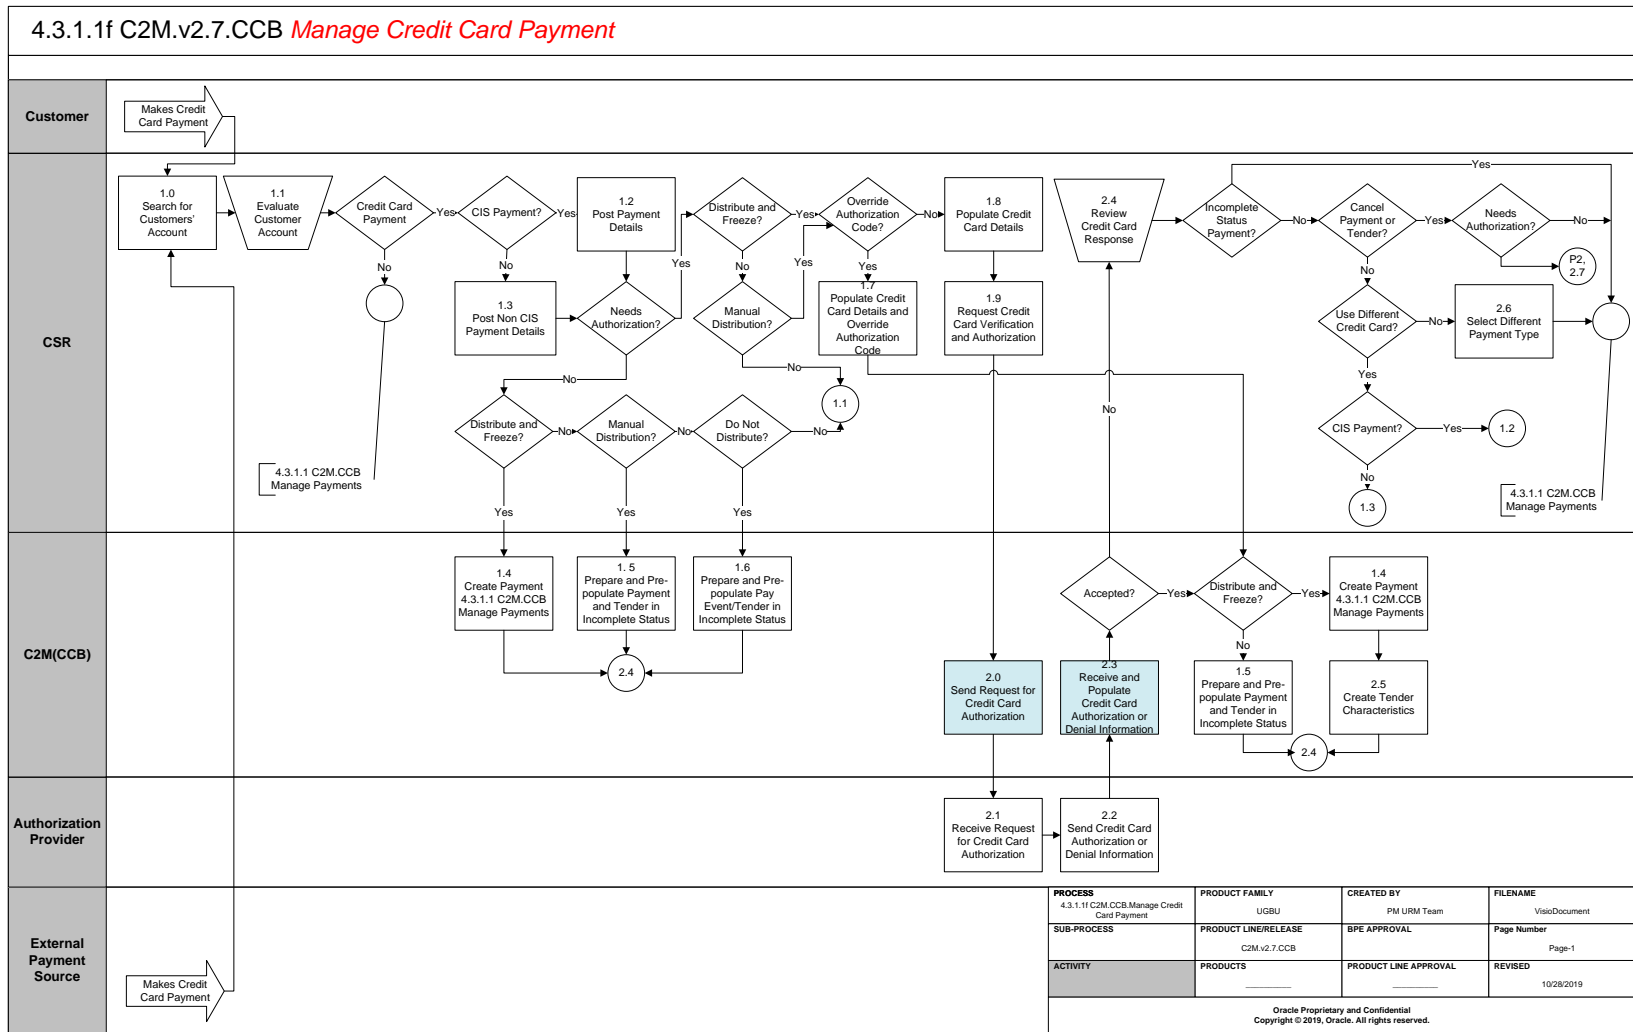 4.3.1.1f C2M.v2.7.CCB Manage Credit Card Payment
Customer
Makes Credit
Card Payment
CSR
1.0
Search for
Customers'
Account
1.1
Evaluate
Customer
Account
Credit Card
Payment
Yes
No
4.3.1.1 C2M.CCB
Manage Payments
CIS Payment?
Yes
No
1.2
Post Payment
Details
1.3
Post Non CIS
Payment Details
Needs
Authorization?
Yes
No
Distribute and
Freeze?
Yes
No
Manual
Distribution?
Yes
No
1.1
Override
Authorization
Code?
No
Yes
1.7
Populate Credit
Card Details and
Override
Authorization
Code
1.8
Populate Credit
Card Details
1.9
Request Credit
Card Verification
and Authorization
Distribute and
Freeze?
No
Yes
Manual
Distribution?
No
Yes
Do Not
Distribute?
No
Yes
2.4
Review
Credit Card
Response
No
Incomplete
Status
Payment?
Yes
No
Cancel
Payment or
Tender?
Yes
No
Needs
Authorization?
No
P2,
2.7
Use Different
Credit Card?
No
Yes
2.6
Select Different
Payment Type
CIS Payment?
Yes
1.2
No
1.3
4.3.1.1 C2M.CCB
Manage Payments
C2M(CCB)
1.4
Create Payment
4.3.1.1 C2M.CCB
Manage Payments
1. 5
Prepare and Pre-
populate Payment
and Tender in
Incomplete Status
1.6
Prepare and Pre-
populate Pay
Event/Tender in
Incomplete Status
2.4
2.0
Send Request for
Credit Card
Authorization
2.3
Receive and
Populate
Credit Card
Authorization or
Denial Information
Accepted?
Yes
Distribute and
Freeze?
Yes
No
1.4
Create Payment
4.3.1.1 C2M.CCB
Manage Payments
1.5
Prepare and Pre-
populate Payment
and Tender in
Incomplete Status
2.5
Create Tender
Characteristics
2.4
Authorization
Provider
2.1
Receive Request
for Credit Card
Authorization
2.2
Send Credit Card
Authorization or
Denial Information
External
Payment
Source
Makes Credit
Card Payment
PROCESS
4.3.1.1f C2M.CCB.Manage Credit
Card Payment
PRODUCT FAMILY
UGBU
CREATED BY
PM URM Team
FILENAME
VisioDocument
SUB-PROCESS
PRODUCT LINE/RELEASE
C2M.v2.7.CCB
BPE APPROVAL
Page Number
Page-1
ACTIVITY
PRODUCTS
PRODUCT LINE APPROVAL
REVISED
10/28/2019
Oracle Proprietary and Confidential
Copyright © 2019, Oracle. All rights reserved.